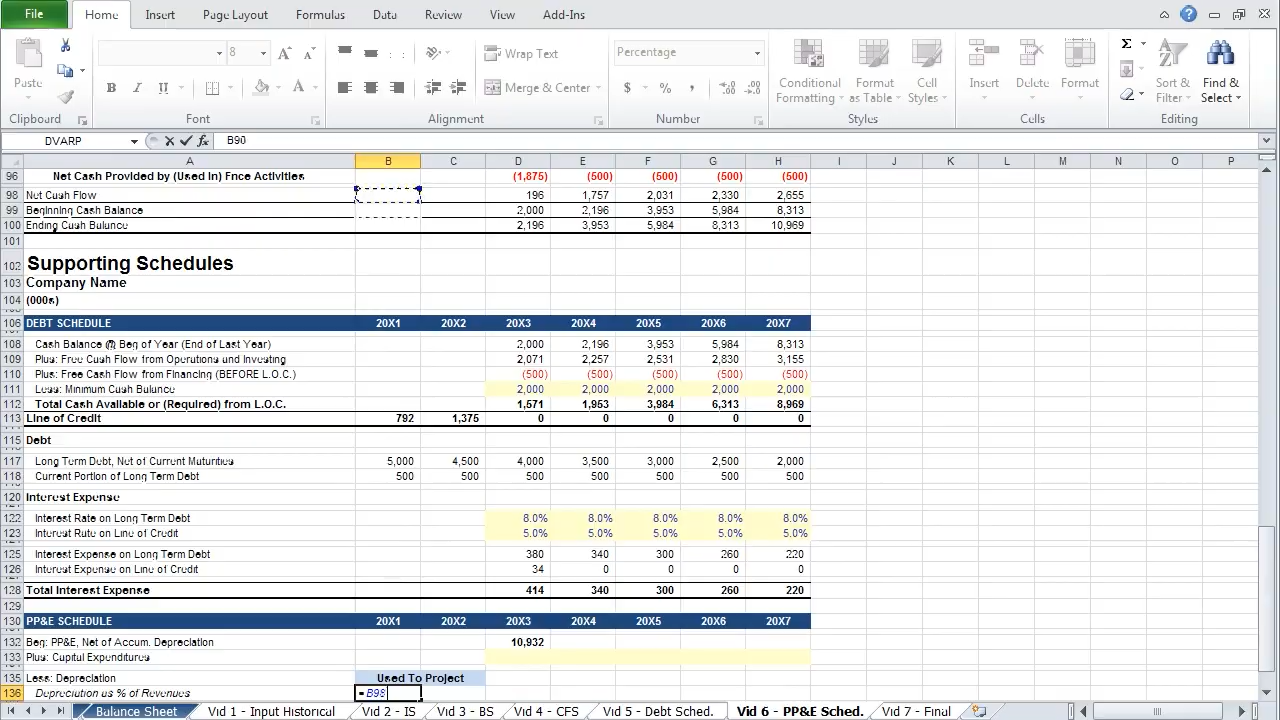 File Home Insert Page Layout Formulas Data Review View Add-Ins
Paste 8 Wrap Text Percentage Conditional Formatting Format as Table Cell Styles Insert Delete Format Sort & Filter Find & Select
B I U Merge & Center $ % ,
Clipboard Font Alignment Number Styles Cells Editing
DVARP B90
A B C D E F G H I J K L M N O P
96 Net Cash Provided by (Used In) Fnce Activities (1,875) (500) (500) (500) (500)
98 Net Cash Flow 196 1,757 2,031 2,330 2,655
99 Beginning Cash Balance 2,000 2,196 3,953 5,984 8,313
100 Ending Cash Balance 2,196 3,953 5,984 8,313 10,969
101
102 Supporting Schedules
103 Company Name
104 (000s)
106 DEBT SCHEDULE 20X1 20X2 20X3 20X4 20X5 20X6 20X7
108 Cash Balance @ Beg of Year (End of Last Year) 2,000 2,196 3,953 5,984 8,313
109 Plus: Free Cash Flow from Operations and Investing 2,071 2,257 2,531 2,830 3,155
110 Plus: Free Cash Flow from Financing (BEFORE L.O.C.) (500) (500) (500) (500) (500)
111 Less: Minimum Cash Balance 2,000 2,000 2,000 2,000 2,000
112 Total Cash Available or (Required) from L.O.C. 1,571 1,953 3,984 6,313 8,969
113 Line of Credit 792 1,375 0 0 0 0 0
115 Debt
117 Long Term Debt, Net of Current Maturities 5,000 4,500 4,000 3,500 3,000 2,500 2,000
118 Current Portion of Long Term Debt 500 500 500 500 500 500 500
120 Interest Expense
122 Interest Rate on Long Term Debt 8.0% 8.0% 8.0% 8.0% 8.0%
123 Interest Rate on Line of Credit 5.0% 5.0% 5.0% 5.0% 5.0%
125 Interest Expense on Long Term Debt 380 340 300 260 220
126 Interest Expense on Line of Credit 34 0 0 0 0
128 Total Interest Expense 414 340 300 260 220
129
130 PP&E SCHEDULE 20X1 20X2 20X3 20X4 20X5 20X6 20X7
132 Beg: PP&E, Net of Accum. Depreciation 10,932
133 Plus: Capital Expenditures
135 Less: Depreciation Used To Project
136 Depreciation as % of Revenues =B98
Balance Sheet Vid 1 - Input Historical Vid 2 - IS Vid 3 - BS Vid 4 - CFS Vid 5 - Debt Sched. Vid 6 - PP&E Sched. Vid 7 - Final